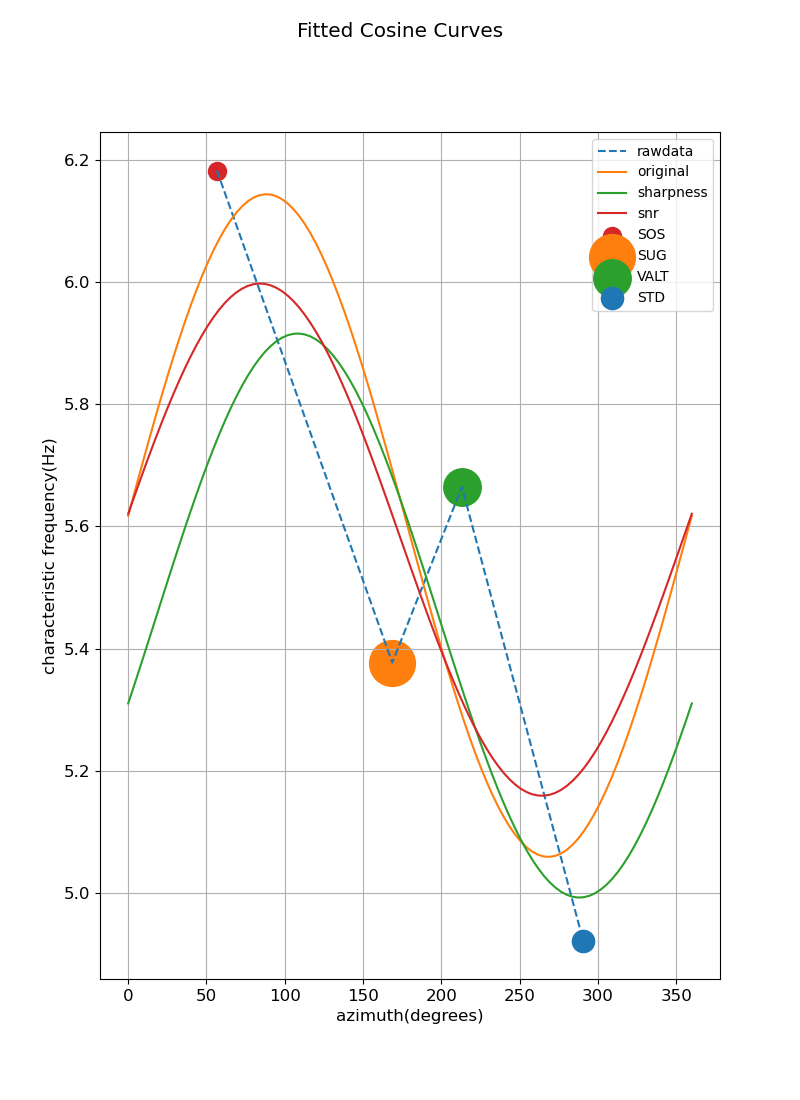 Fitted Cosine Curves
6.2
6.0
5.8
5.6
5.4
5.2
5.0
characteristic frequency(Hz)
rawdata
original
sharpness
snr
SOS
SUG
VALT
STD
0 50 100 150 200 250 300 350
azimuth(degrees)